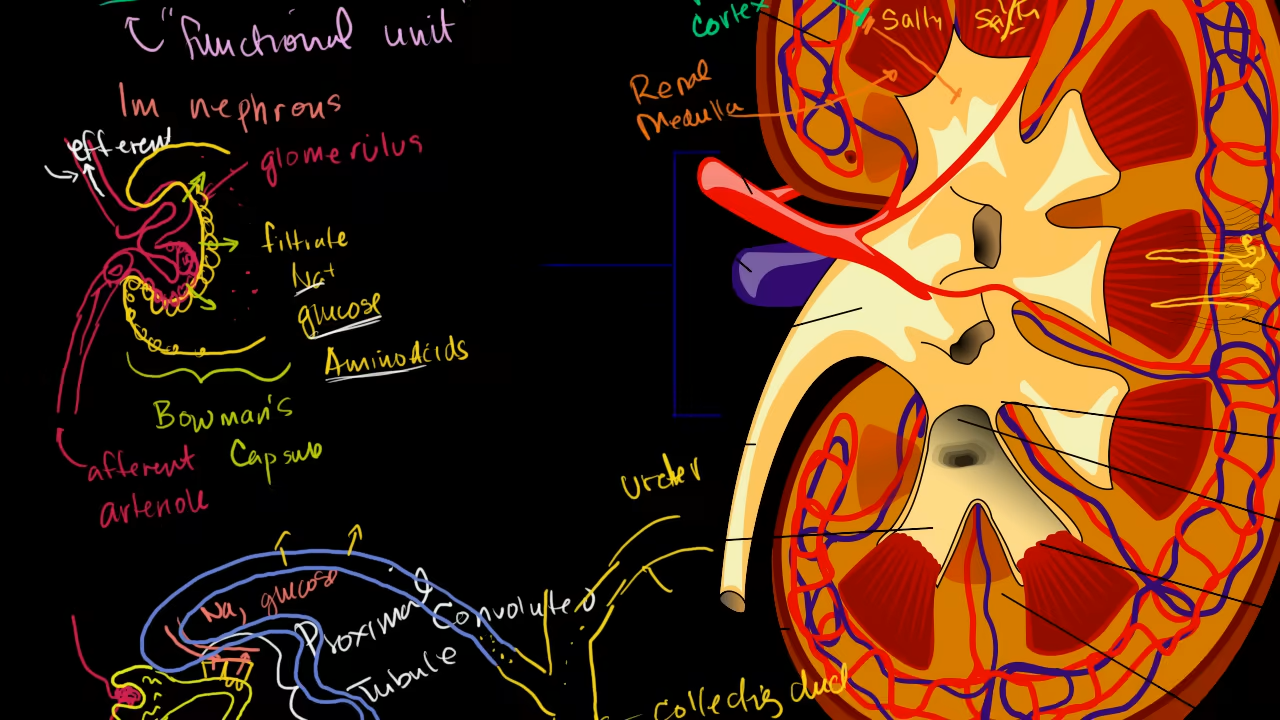 "functional unit"
1m nephrons
efferent
glomerulus
filtrate
Na+
glucose
Amino Acids
Bowman's
Capsule
afferent
arteriole
cortex
Salty Salty
Renal
Medulla
Ureter
Na, glucose
Proximal Convoluted
Tubule
collecting duct